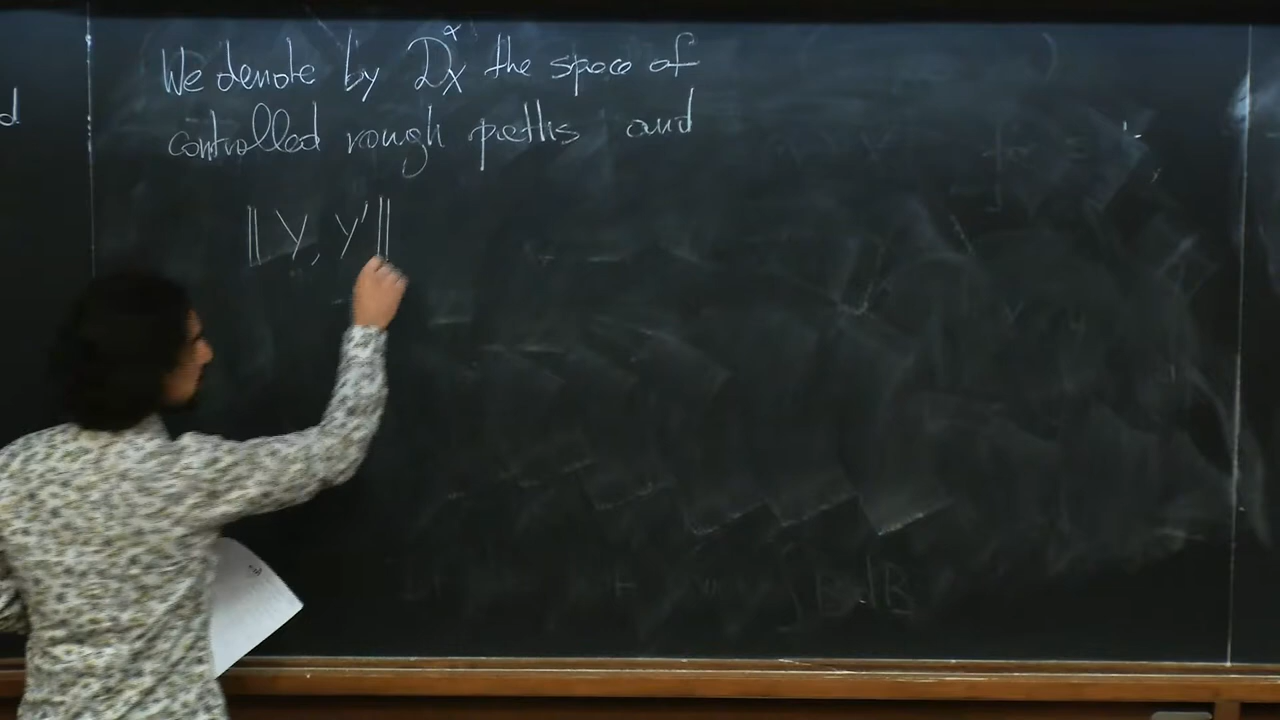 We denote by 𝒟_X^α the space of
controlled rough paths and
‖ Y, Y' ‖
d